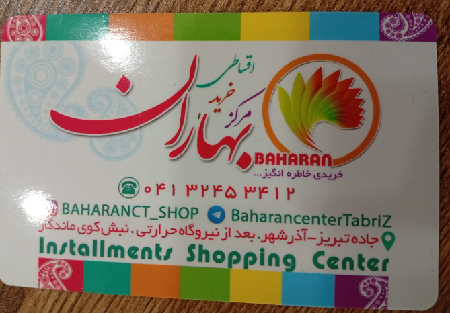 مرکز خرید اقساطی
بهاران
BAHARAN
خریدی خاطره انگیز...
۰۴۱ ۳۲۴۵ ۳۴۱۲
BAHARANCT_SHOP BaharancenterTabriZ
جاده تبریز-آذرشهر. بعد از نیروگاه حرارتی. نبش کوی ماندگار
Installments Shopping Center